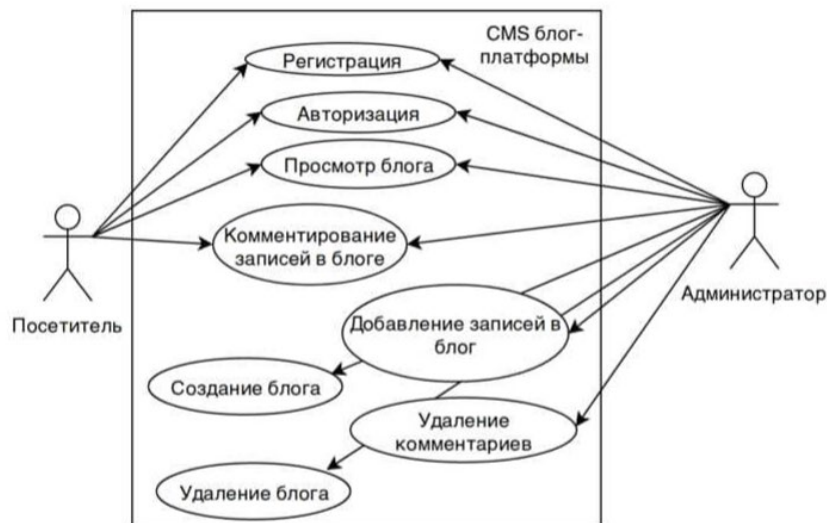 CMS блог-
платформы
Регистрация
Авторизация
Просмотр блога
Комментирование
записей в блоге
Посетитель
Администратор
Добавление записей в
блог
Создание блога
Удаление
комментариев
Удаление блога